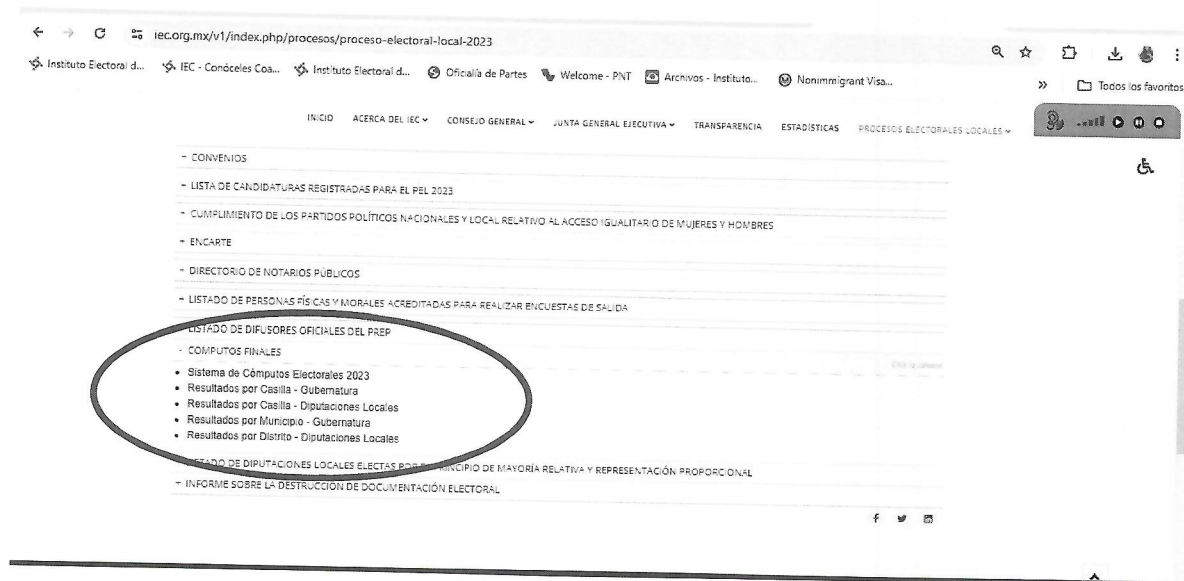 iec.org.mx/v1/index.php/procesos/proceso-electoral-local-2023
Instituto Electoral d... IEC - Conóceles Coa... Instituto Electoral d... Oficialía de Partes Welcome - PNT Archivos - Instituto... Nonimmigrant Visa... » Todos los favoritos
INICIO ACERCA DEL IEC CONSEJO GENERAL JUNTA GENERAL EJECUTIVA TRANSPARENCIA ESTADÍSTICAS PROCESOS ELECTORALES LOCALES
+ CONVENIOS
+ LISTA DE CANDIDATURAS REGISTRADAS PARA EL PEL 2023
+ CUMPLIMIENTO DE LOS PARTIDOS POLÍTICOS NACIONALES Y LOCAL RELATIVO AL ACCESO IGUALITARIO DE MUJERES Y HOMBRES
+ ENCARTE
+ DIRECTORIO DE NOTARIOS PÚBLICOS
+ LISTADO DE PERSONAS FÍSICAS Y MORALES ACREDITADAS PARA REALIZAR ENCUESTAS DE SALIDA
LISTADO DE DIFUSORES OFICIALES DEL PREP
- CÓMPUTOS FINALES
Click to collapse
• Sistema de Cómputos Electorales 2023
• Resultados por Casilla - Gubernatura
• Resultados por Casilla - Diputaciones Locales
• Resultados por Municipio - Gubernatura
• Resultados por Distrito - Diputaciones Locales
LISTADO DE DIPUTACIONES LOCALES ELECTAS POR PRINCIPIO DE MAYORÍA RELATIVA Y REPRESENTACIÓN PROPORCIONAL
+ INFORME SOBRE LA DESTRUCCIÓN DE DOCUMENTACIÓN ELECTORAL